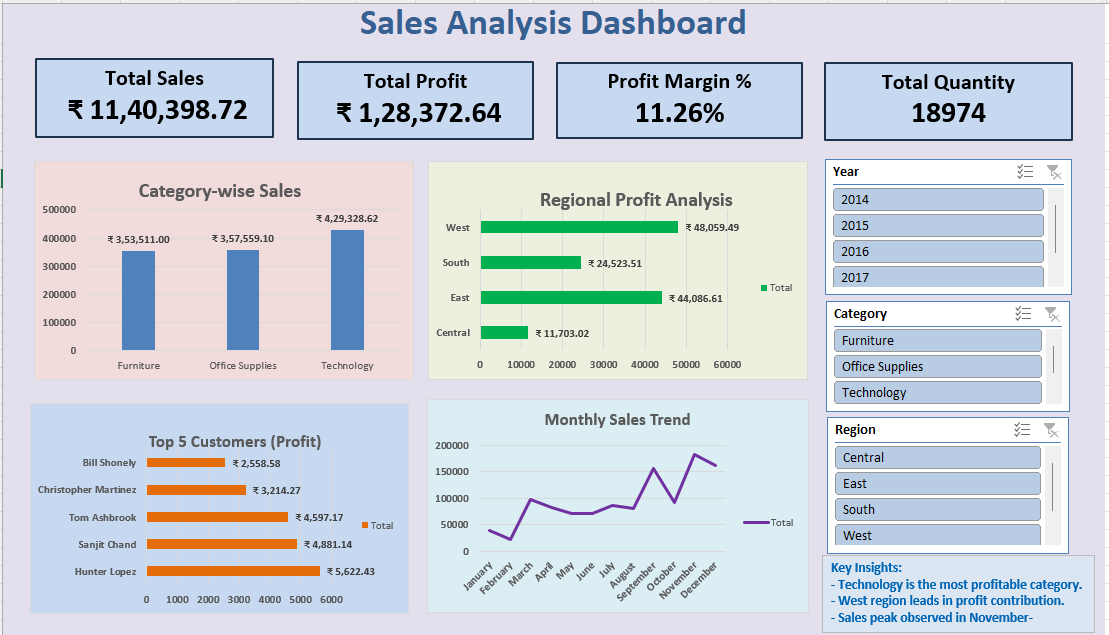 Sales Analysis Dashboard
Total Sales
₹ 11,40,398.72
Total Profit
₹ 1,28,372.64
Profit Margin %
11.26%
Total Quantity
18974
Category-wise Sales
500000
400000
300000
200000
100000
0
₹ 3,53,511.00
₹ 3,57,559.10
₹ 4,29,328.62
Furniture
Office Supplies
Technology
Regional Profit Analysis
West
₹ 48,059.49
South
₹ 24,523.51
East
₹ 44,086.61
Central
₹ 11,703.02
0 10000 20000 30000 40000 50000 60000
Total
Year
2014
2015
2016
2017
Category
Furniture
Office Supplies
Technology
Top 5 Customers (Profit)
Bill Shonely
₹ 2,558.58
Christopher Martinez
₹ 3,214.27
Tom Ashbrook
₹ 4,597.17
Sanjit Chand
₹ 4,881.14
Hunter Lopez
₹ 5,622.43
0 1000 2000 3000 4000 5000 6000
Total
Monthly Sales Trend
200000
150000
100000
50000
0
January
February
March
April
May
June
July
August
September
October
November
December
Total
Region
Central
East
South
West
Key Insights:
- Technology is the most profitable category.
- West region leads in profit contribution.
- Sales peak observed in November-